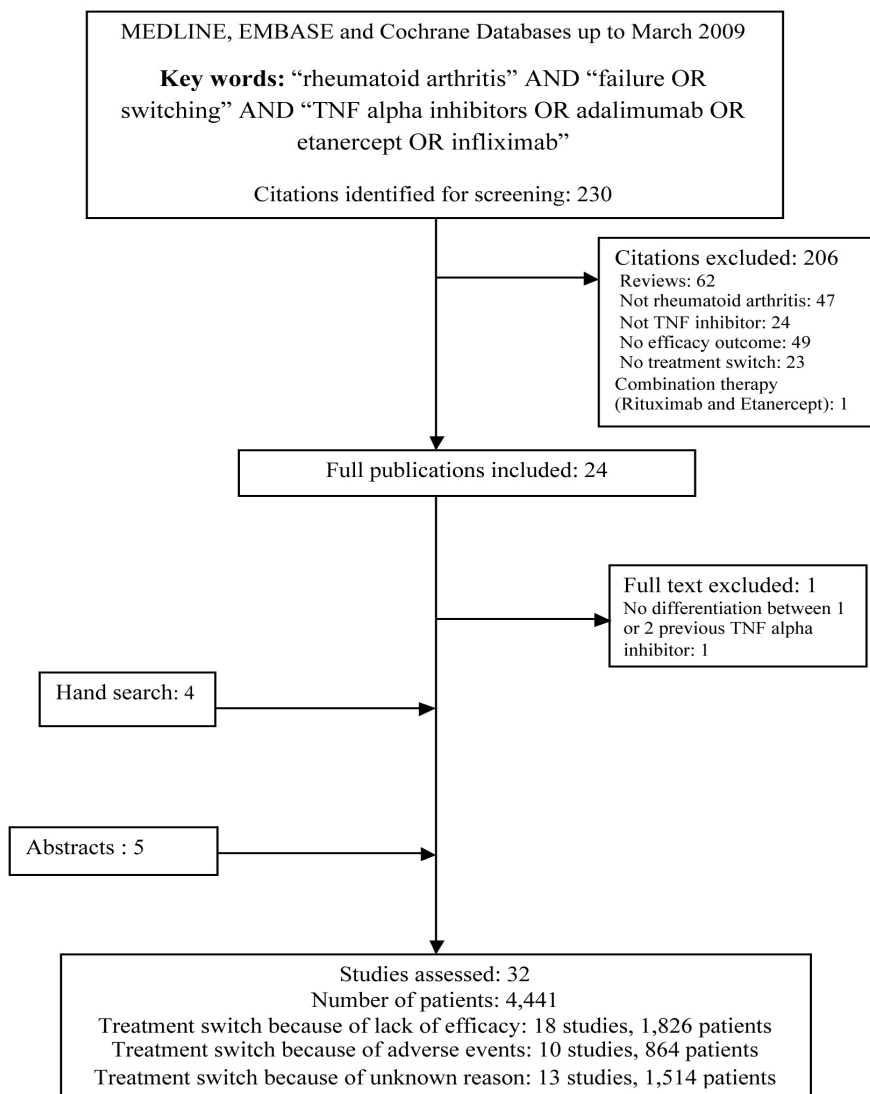 MEDLINE, EMBASE and Cochrane Databases up to March 2009
Key words: “rheumatoid arthritis” AND “failure OR
switching” AND “TNF alpha inhibitors OR adalimumab OR
etanercept OR infliximab”
Citations identified for screening: 230
Citations excluded: 206
Reviews: 62
Not rheumatoid arthritis: 47
Not TNF inhibitor: 24
No efficacy outcome: 49
No treatment switch: 23
Combination therapy
(Rituximab and Etanercept): 1
Full publications included: 24
Full text excluded: 1
No differentiation between 1
or 2 previous TNF alpha
inhibitor: 1
Hand search: 4
Abstracts : 5
Studies assessed: 32
Number of patients: 4,441
Treatment switch because of lack of efficacy: 18 studies, 1,826 patients
Treatment switch because of adverse events: 10 studies, 864 patients
Treatment switch because of unknown reason: 13 studies, 1,514 patients